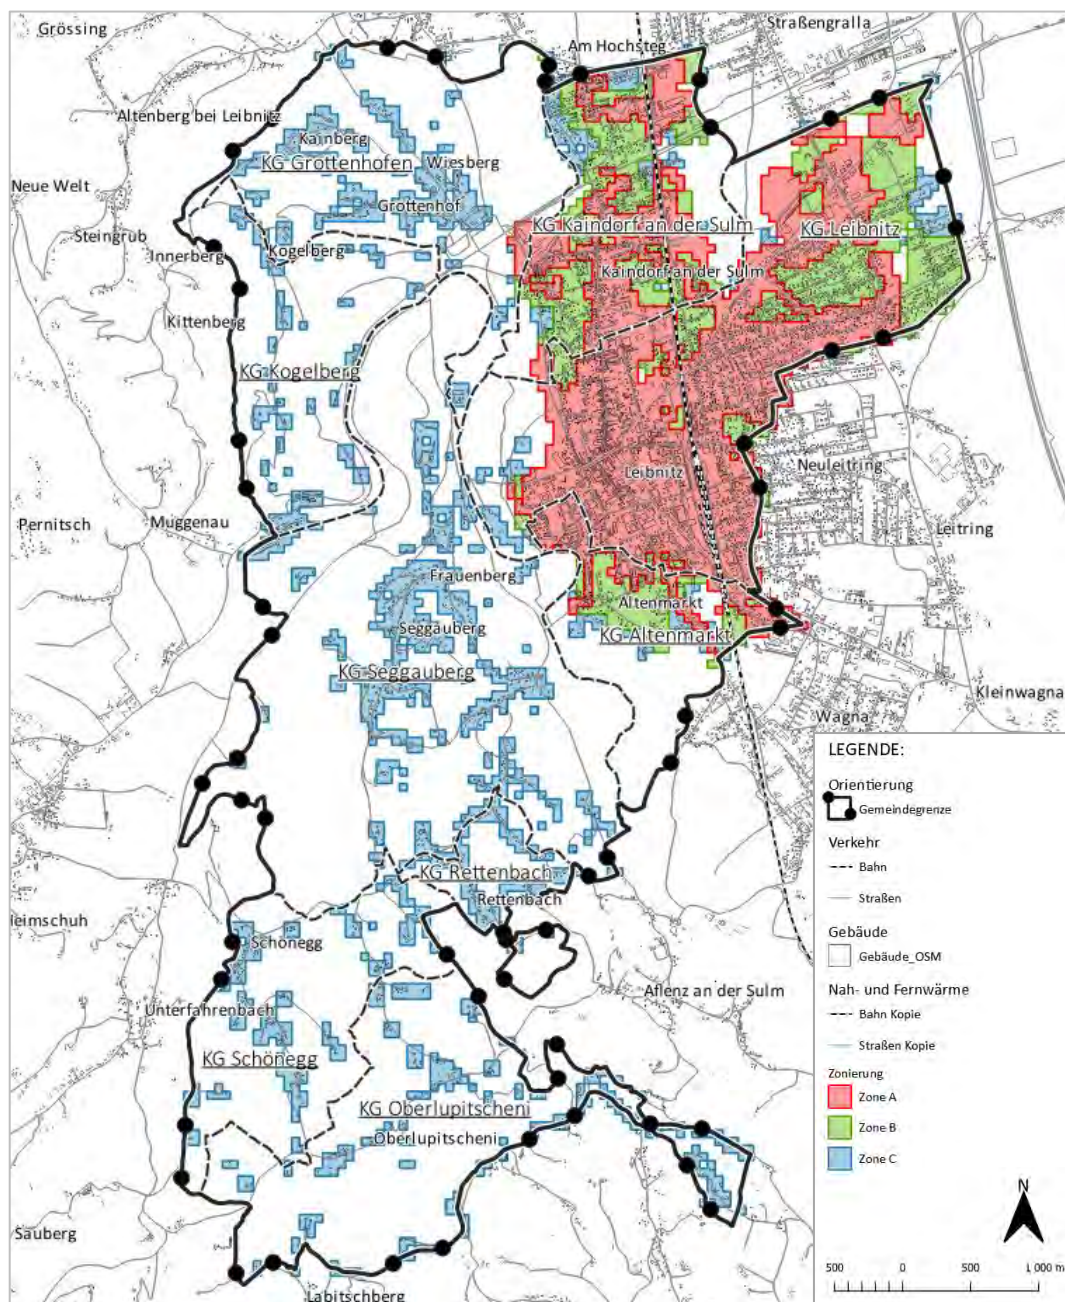 Grössing
Straßengralla
Am Hochsteg
Altenberg bei Leibnitz
Kainberg
KG Grottenhofen
Wiesberg
Neue Welt
Grottenhof
KG Kaindorf an der Sulm
KG Leibnitz
Steingrub
Innerberg
Kogelberg
Kaindorf an der Sulm
Kittenberg
KG Kogelberg
Leibnitz
Neuleitring
Pernitsch
Muggenau
Leitring
Frauenberg
Altenmarkt
Seggauberg
KG Altenmarkt
KG Seggauberg
Kleinwagna
Wagna
KG Rettenbach
Rettenbach
Heimschuh
Schönegg
Aflenz an der Sulm
Unterfahrenbach
KG Schönegg
KG Oberlupitscheni
Oberlupitscheni
Sauberg
Labitschberg
LEGENDE:
Orientierung
Gemeindegrenze
Verkehr
Bahn
Straßen
Gebäude
Gebäude_OSM
Nah- und Fernwärme
Bahn Kopie
Straßen Kopie
Zonierung
Zone A
Zone B
Zone C
N
500 0 500 1 000 m